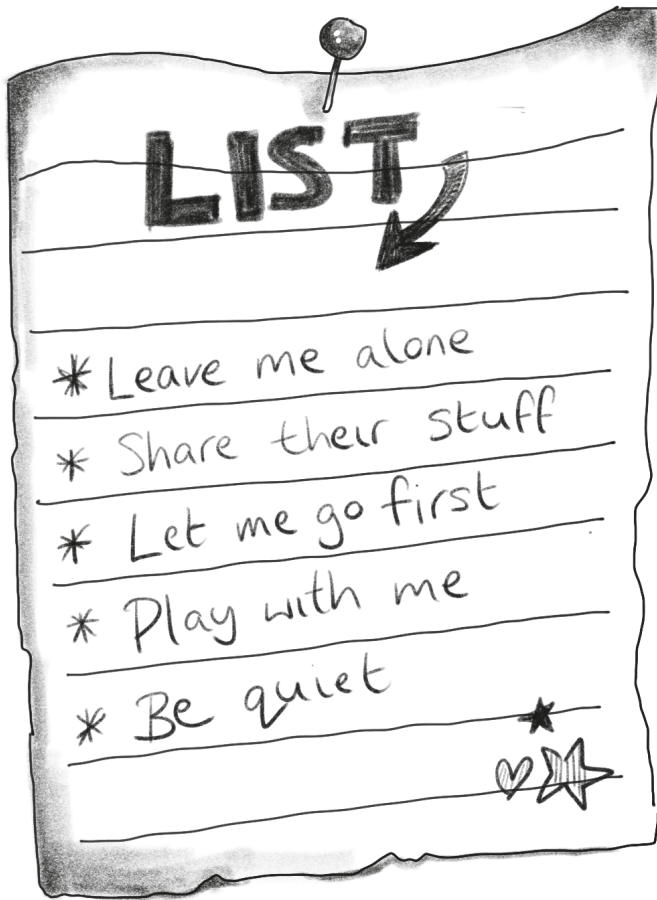 LIST
* Leave me alone
* Share their stuff
* Let me go first
* Play with me
* Be quiet